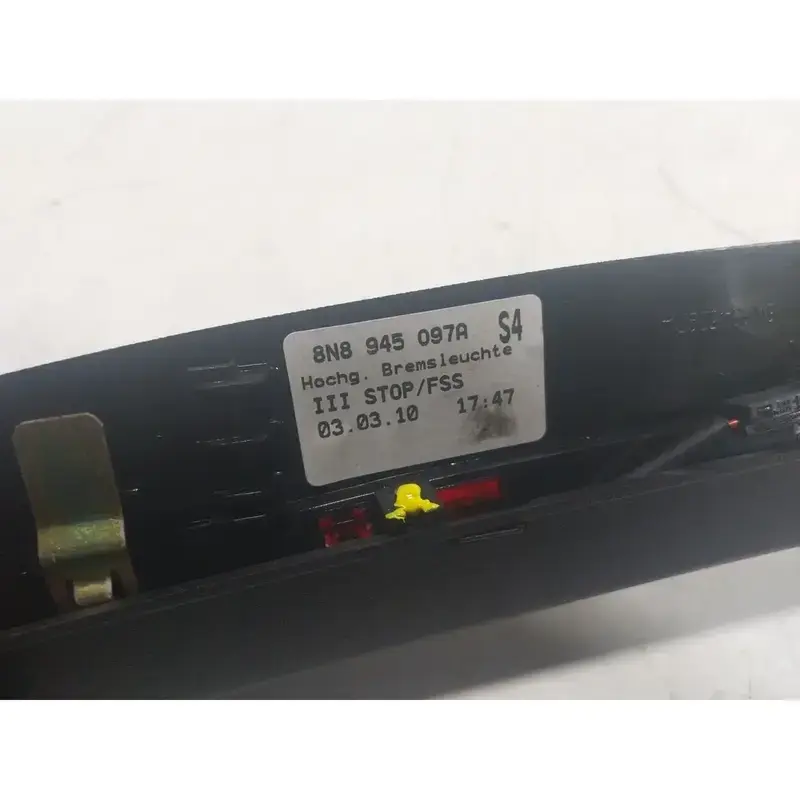 8N8 945 097A S4
Hochg. Bremsleuchte
III STOP/FSS
03.03.10 17:47